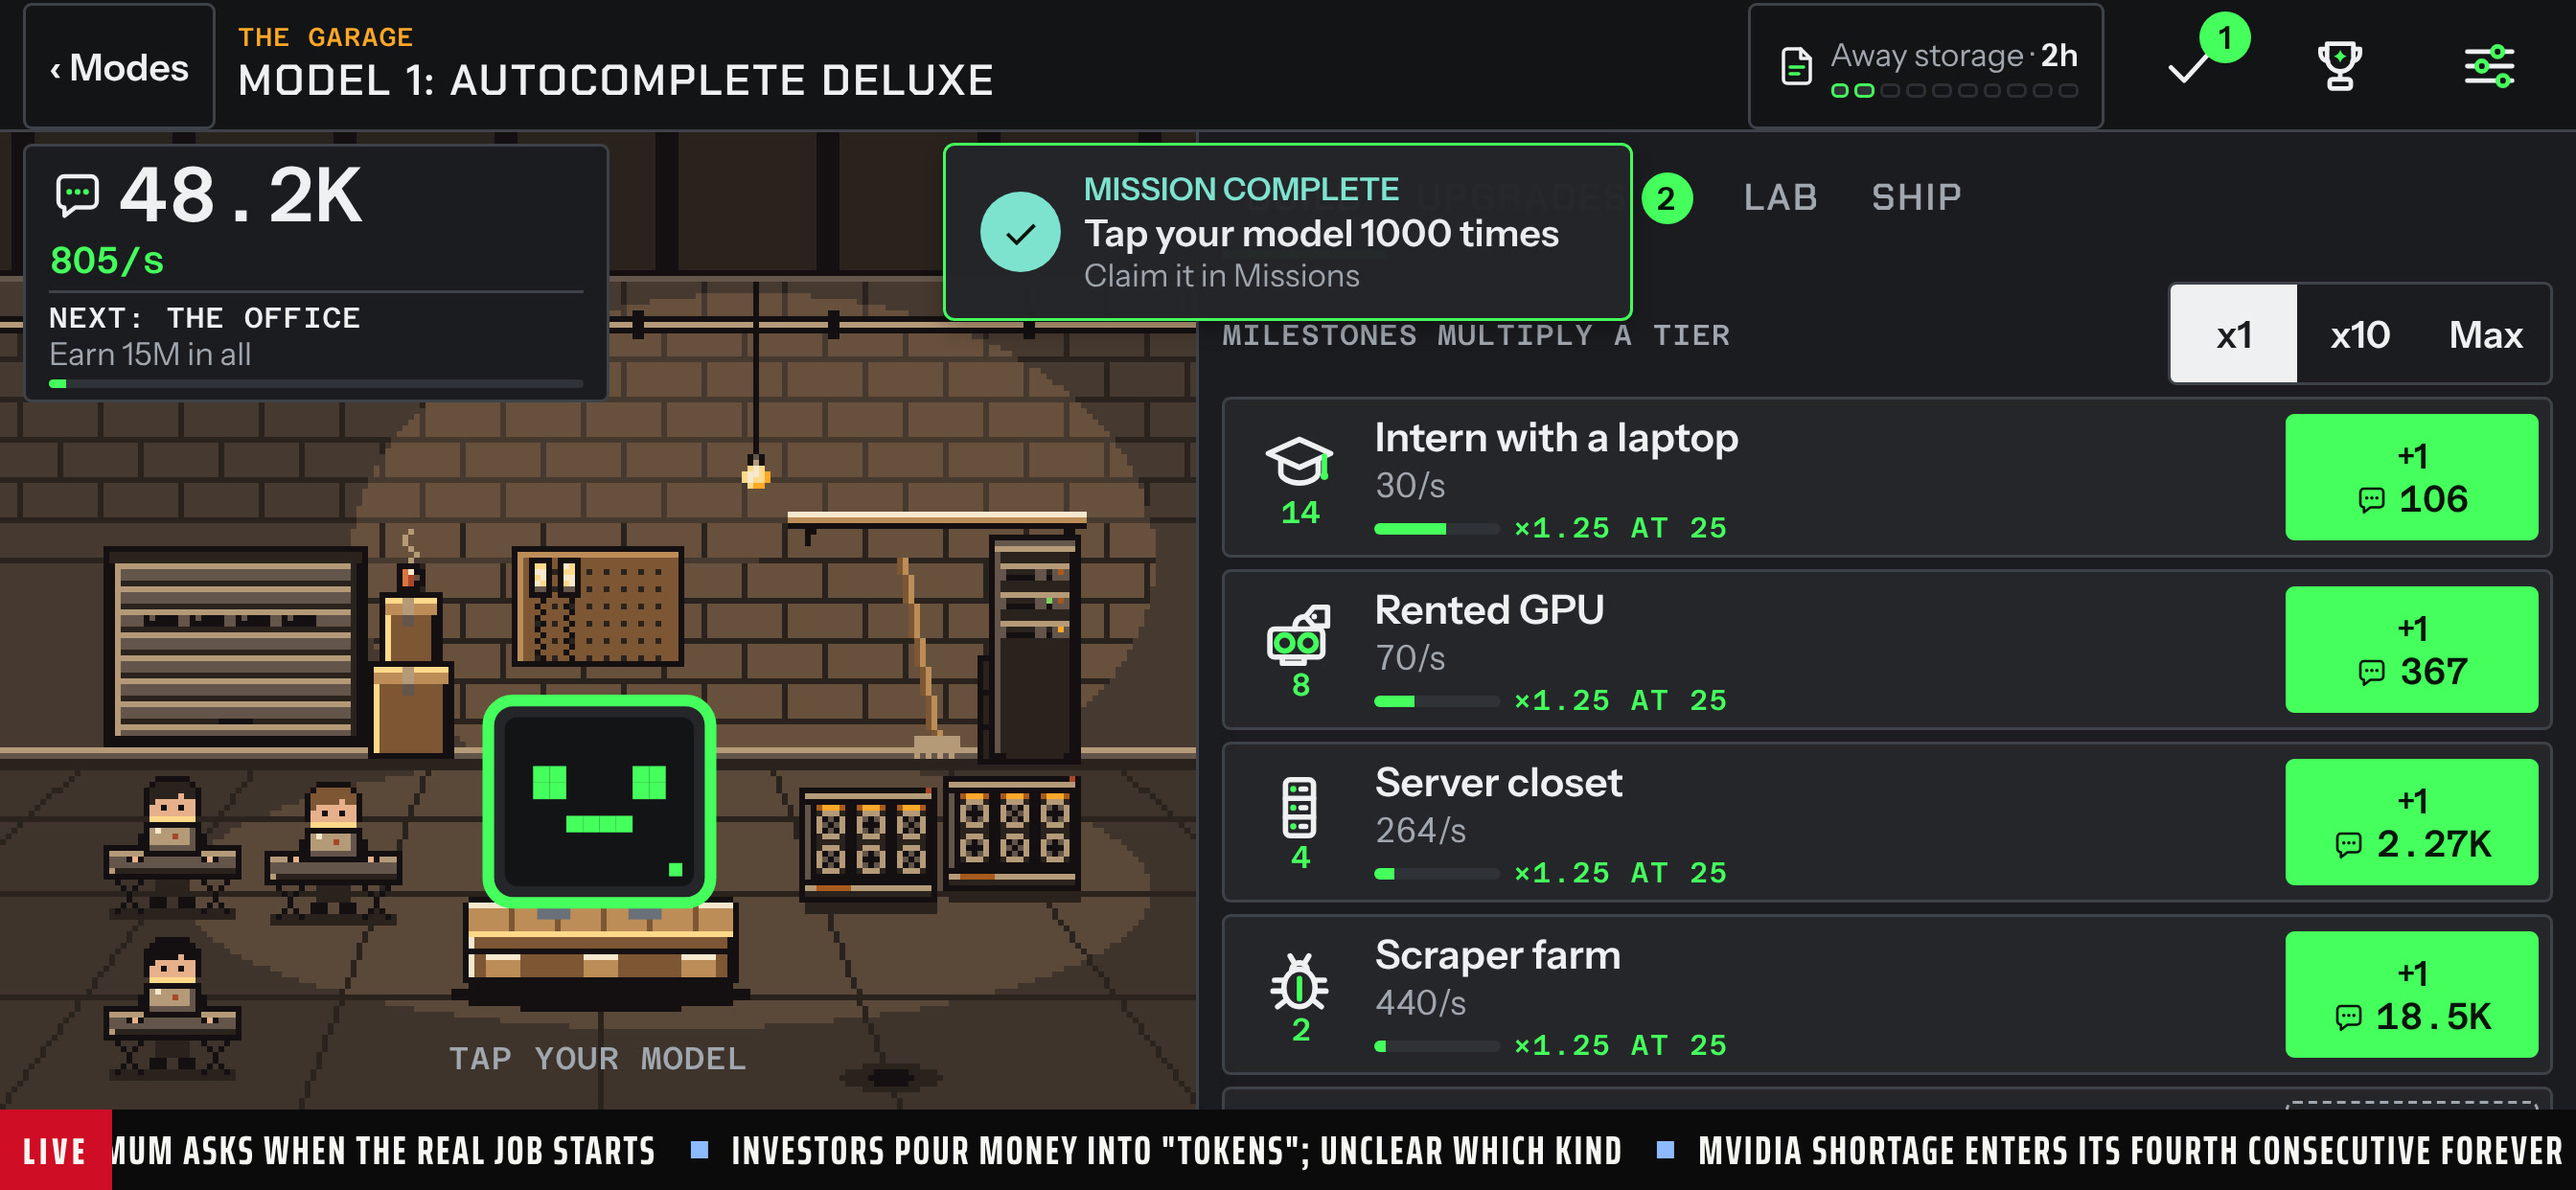 ‹ Modes
THE GARAGE
MODEL 1: AUTOCOMPLETE DELUXE
Away storage · 2h
1
48.2K
805/s
NEXT: THE OFFICE
Earn 15M in all
MISSION COMPLETE
Tap your model 1000 times
Claim it in Missions
UPGRADES
2
LAB
SHIP
MILESTONES MULTIPLY A TIER
x1
x10
Max
Intern with a laptop
30/s
14
×1.25 AT 25
+1
106
Rented GPU
70/s
8
×1.25 AT 25
+1
367
Server closet
264/s
4
×1.25 AT 25
+1
2.27K
Scraper farm
440/s
2
×1.25 AT 25
+1
18.5K
TAP YOUR MODEL
LIVE
MUM ASKS WHEN THE REAL JOB STARTS
INVESTORS POUR MONEY INTO "TOKENS"; UNCLEAR WHICH KIND
MVIDIA SHORTAGE ENTERS ITS FOURTH CONSECUTIVE FOREVER